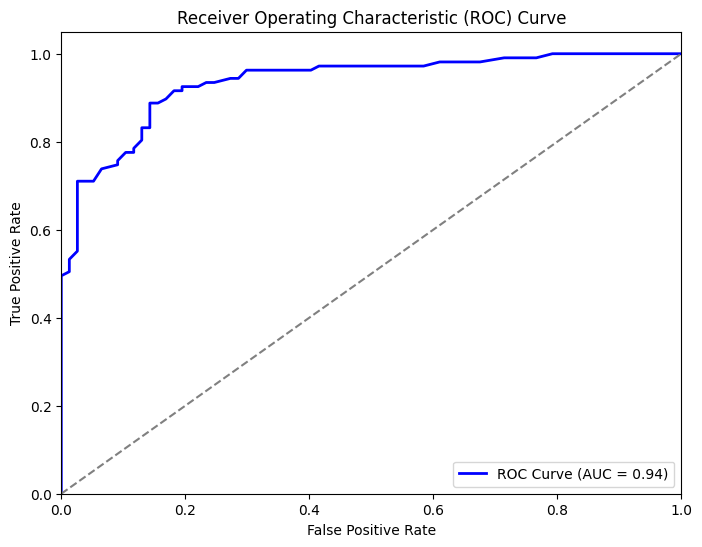 Receiver Operating Characteristic (ROC) Curve
1.0
0.8
0.6
0.4
0.2
0.0
True Positive Rate
0.0 0.2 0.4 0.6 0.8 1.0
False Positive Rate
ROC Curve (AUC = 0.94)